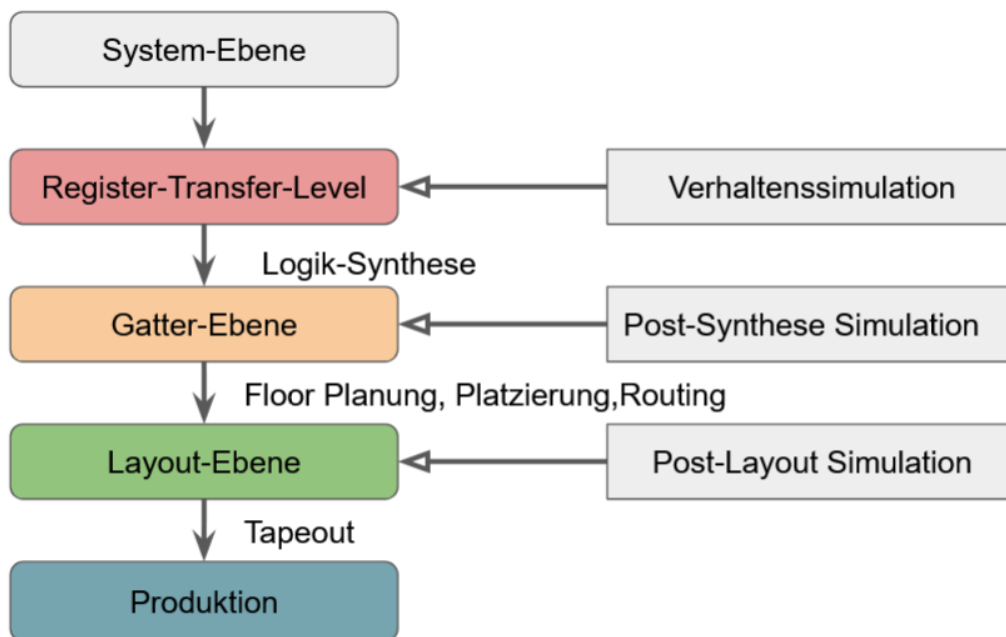 System-Ebene
Register-Transfer-Level
Verhaltenssimulation
Logik-Synthese
Gatter-Ebene
Post-Synthese Simulation
Floor Planung, Platzierung,Routing
Layout-Ebene
Post-Layout Simulation
Tapeout
Produktion